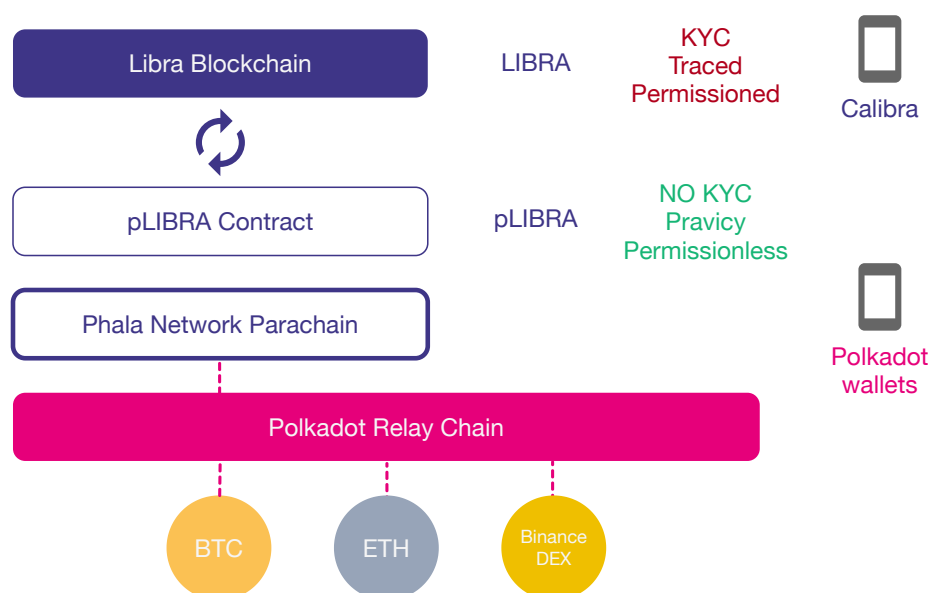 Libra Blockchain
LIBRA
KYC
Traced
Permissioned
Calibra
pLIBRA Contract
pLIBRA
NO KYC
Pravicy
Permissionless
Phala Network Parachain
Polkadot
wallets
Polkadot Relay Chain
BTC
ETH
Binance
DEX